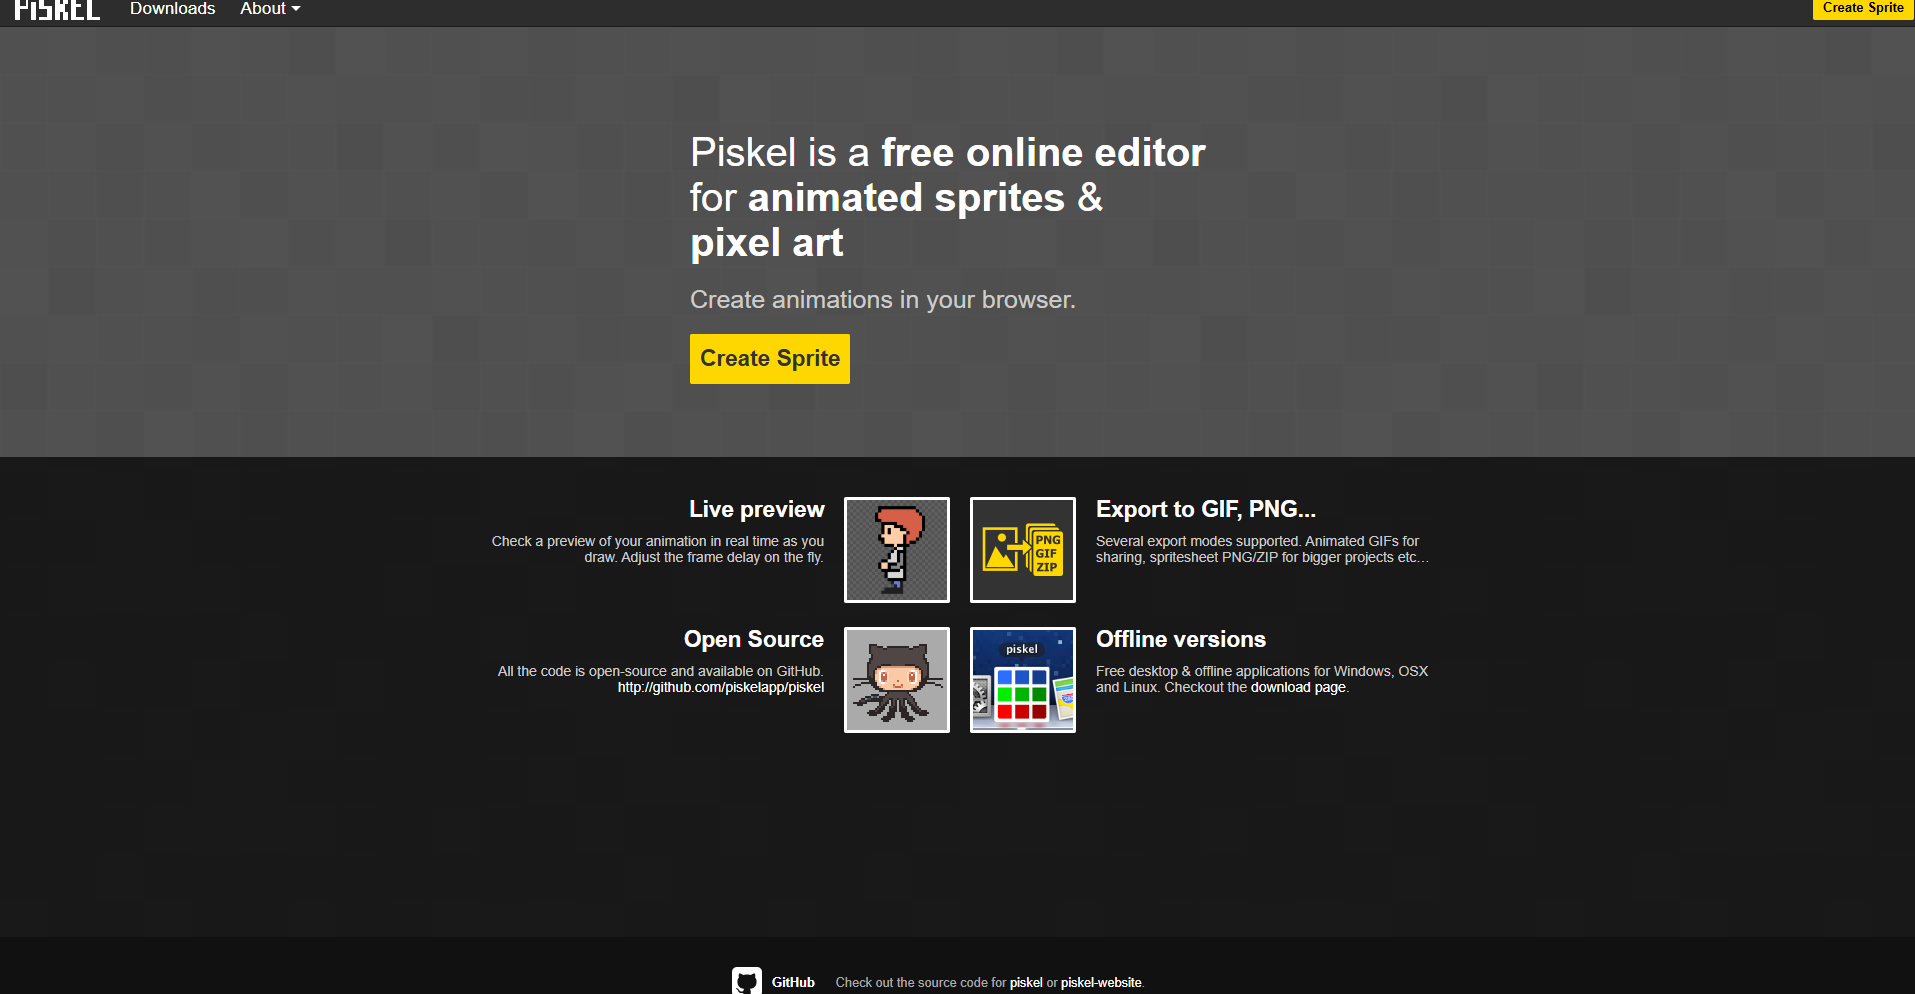 PiSKEL
Downloads
About
Create Sprite
Piskel is a free online editor
for animated sprites &
pixel art
Create animations in your browser.
Create Sprite
Live preview
Check a preview of your animation in real time as you
draw. Adjust the frame delay on the fly.
PNG
GIF
ZIP
Export to GIF, PNG...
Several export modes supported. Animated GIFs for
sharing, spritesheet PNG/ZIP for bigger projects etc…
Open Source
All the code is open-source and available on GitHub.
http://github.com/piskelapp/piskel
piskel
Offline versions
Free desktop & offline applications for Windows, OSX
and Linux. Checkout the download page.
GitHub
Check out the source code for piskel or piskel-website.